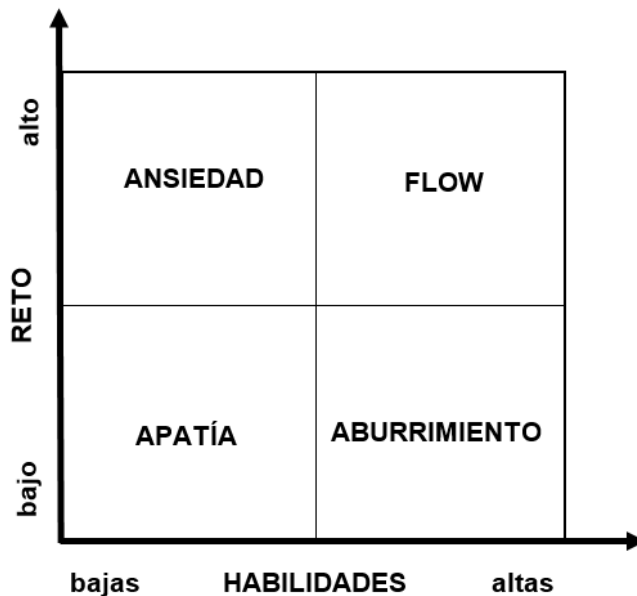 alto
ANSIEDAD
FLOW
RETO
APATÍA
ABURRIMIENTO
bajo
bajas
HABILIDADES
altas